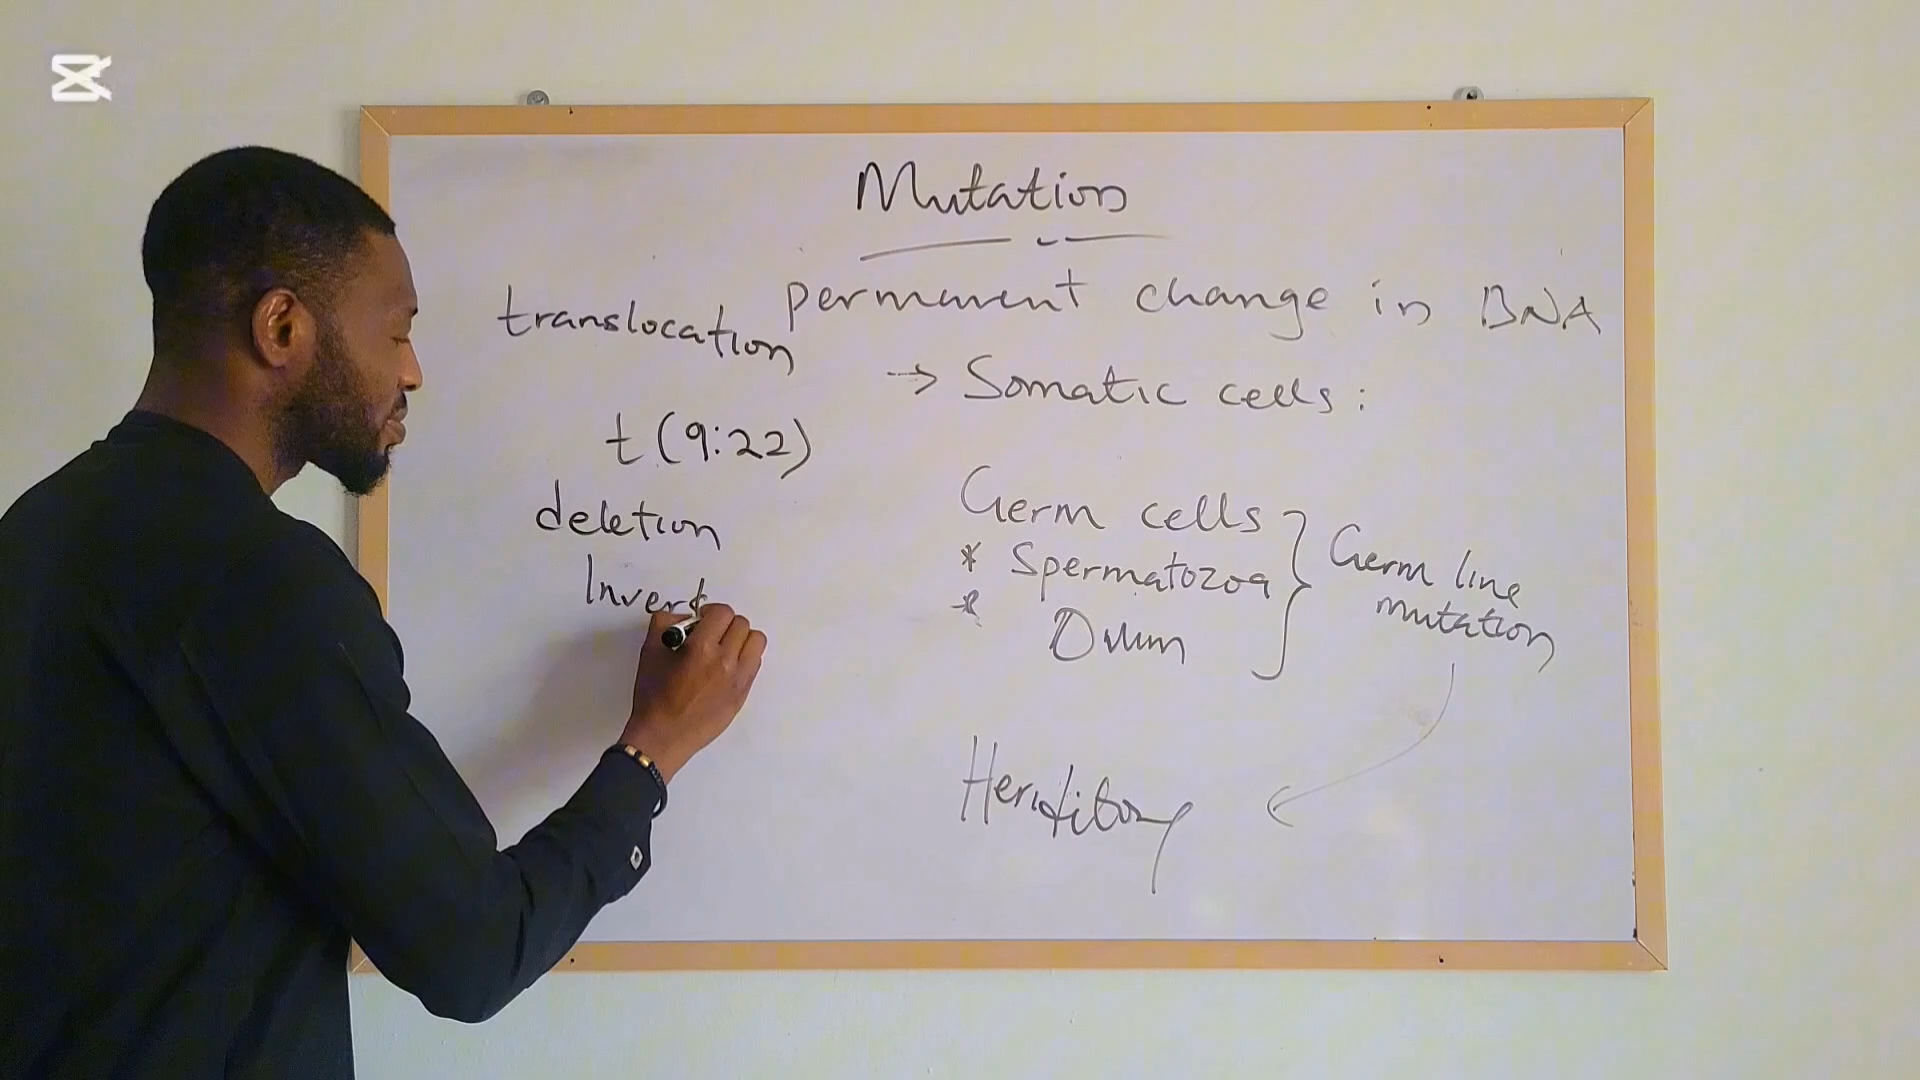 Mutation
permanent change in DNA
→ Somatic cells:
Germ cells
* Spermatozoa
* Ovum
Germ line
mutation
Hereditary
translocation
t (9:22)
deletion
Invert